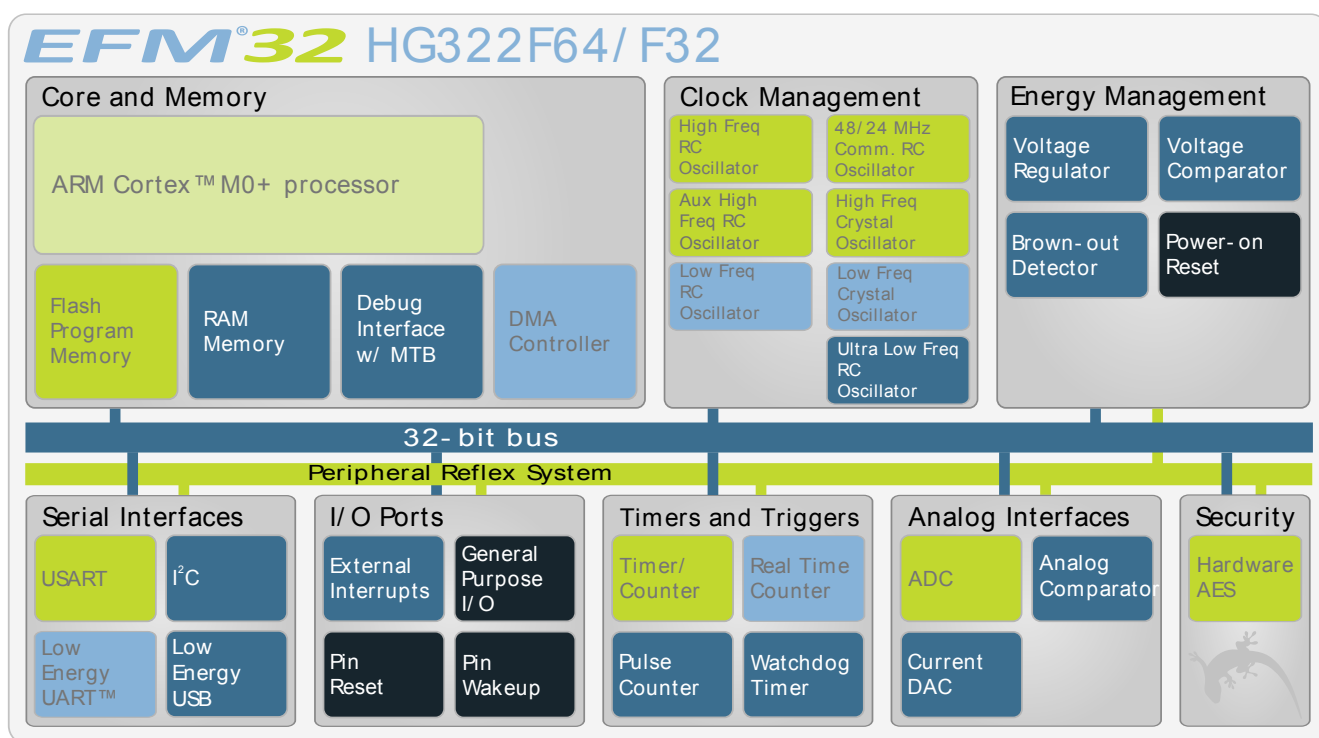 EFM®32 HG322F64/F32
Core and Memory
ARM Cortex™ M0+ processor
Flash
Program
Memory
RAM
Memory
Debug
Interface
w/ MTB
DMA
Controller
Clock Management
High Freq
RC
Oscillator
48/24 MHz
Comm. RC
Oscillator
Aux High
Freq RC
Oscillator
High Freq
Crystal
Oscillator
Low Freq
RC
Oscillator
Low Freq
Crystal
Oscillator
Ultra Low Freq
RC
Oscillator
Energy Management
Voltage
Regulator
Voltage
Comparator
Brown-out
Detector
Power-on
Reset
32-bit bus
Peripheral Reflex System
Serial Interfaces
USART
I²C
Low
Energy
UART™
Low
Energy
USB
I/O Ports
External
Interrupts
General
Purpose
I/O
Pin
Reset
Pin
Wakeup
Timers and Triggers
Timer/
Counter
Real Time
Counter
Pulse
Counter
Watchdog
Timer
Analog Interfaces
ADC
Analog
Comparator
Current
DAC
Security
Hardware
AES